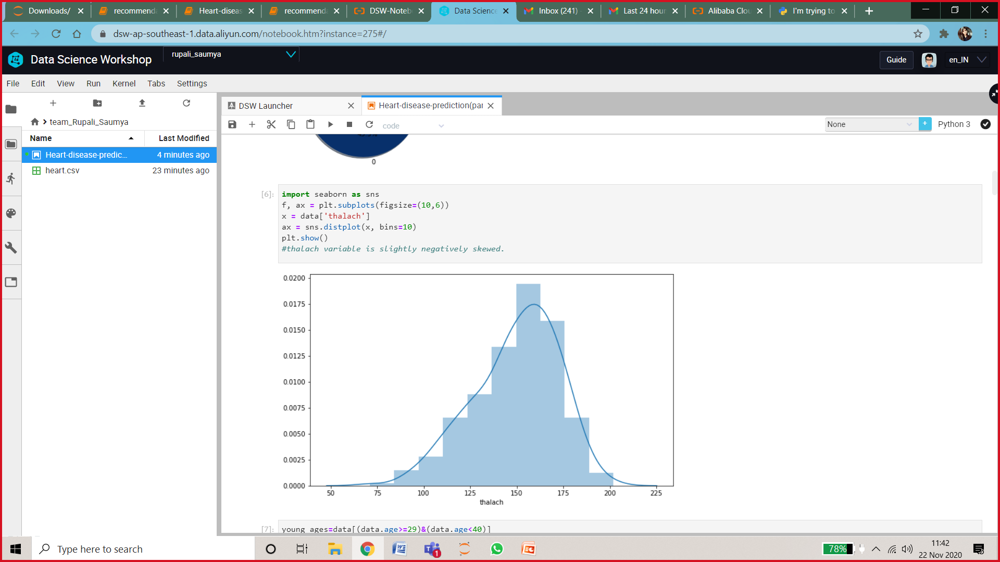 Downloads/
recommend
Heart-diseas
recommend
DSW-Noteb
Data Science
Inbox (241)
Last 24 hour
Alibaba Clou
I'm trying to
dsw-ap-southeast-1.data.aliyun.com/notebook.htm?instance=275#/
Data Science Workshop
rupali_saumya
Guide
en_IN
File Edit View Run Kernel Tabs Settings
DSW Launcher
Heart-disease-prediction(par
team_Rupali_Saumya
code
None
Python 3
Name Last Modified
Heart-disease-predic... 4 minutes ago
heart.csv 23 minutes ago
0
[6]:
import seaborn as sns
f, ax = plt.subplots(figsize=(10,6))
x = data['thalach']
ax = sns.distplot(x, bins=10)
plt.show()
#thalach variable is slightly negatively skewed.
0.0200
0.0175
0.0150
0.0125
0.0100
0.0075
0.0050
0.0025
0.0000
50 75 100 125 150 175 200 225
thalach
[7]:
young_ages=data[(data.age>=29)&(data.age<40)]
Type here to search
1
78%
11:42
22 Nov 2020